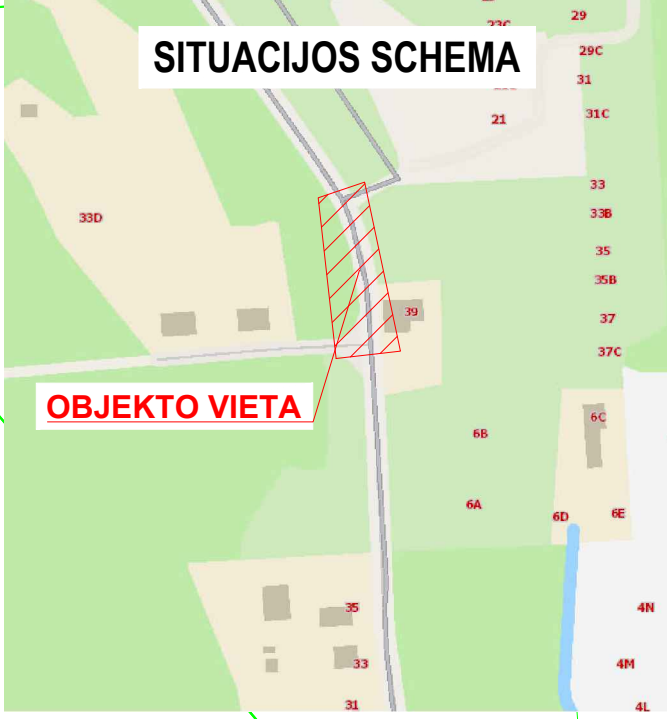 29
23C
SITUACIJOS SCHEMA
29C
31
21
31C
33
33D
33B
35
35B
39
37
37C
OBJEKTO VIETA
6C
6B
6A
6D
6E
35
4N
33
4M
31
4L